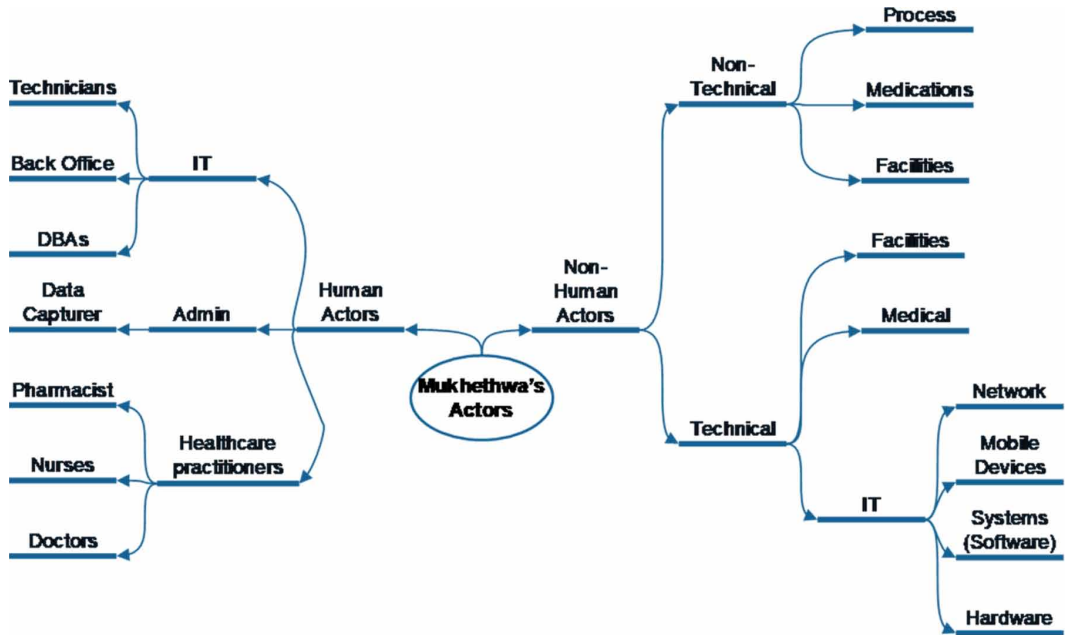 Process
Non-
Technical
Technicians
Medications
Back Office
IT
Facilities
DBAs
Facilities
Data
Capturer
Admin
Human
Actors
Non-
Human
Actors
Medical
Mukhethwa's
Actors
Pharmacist
Network
Technical
Healthcare
practitioners
Nurses
Mobile
Devices
IT
Systems
(Software)
Doctors
Hardware